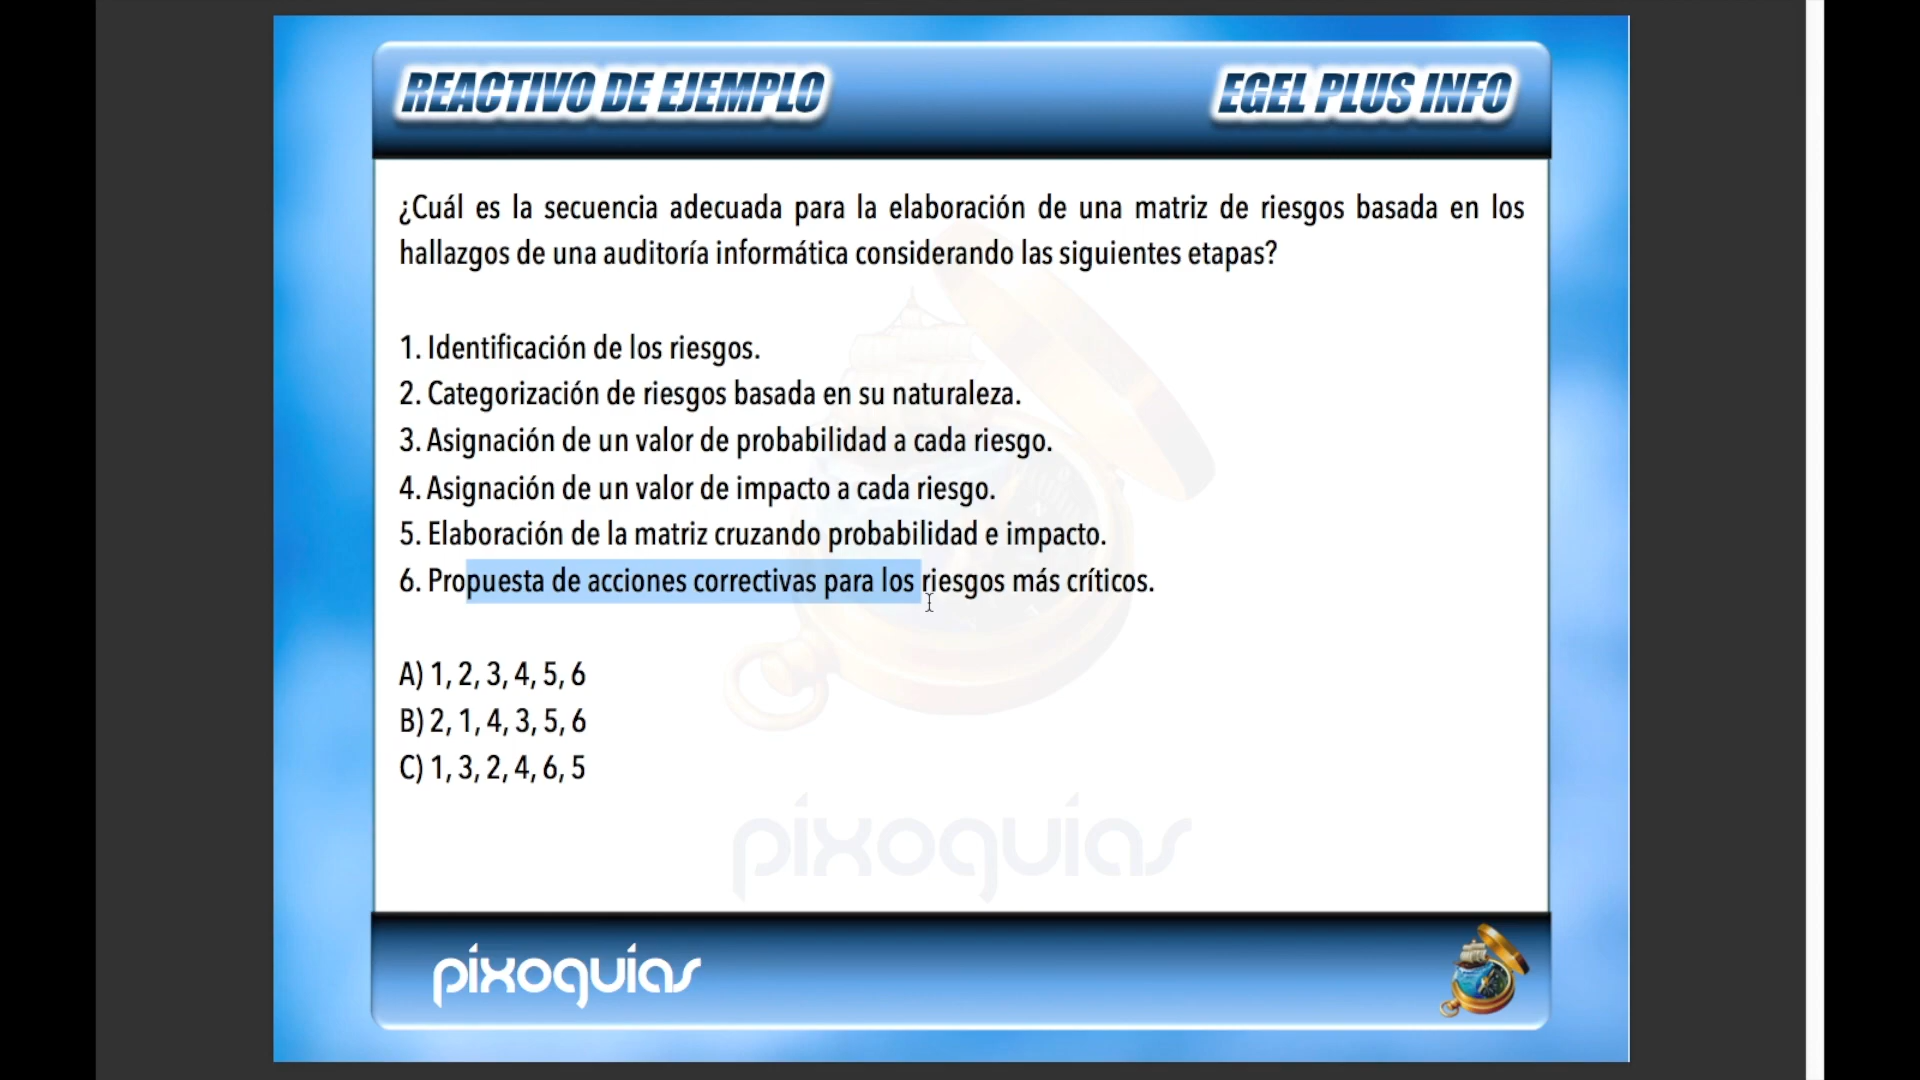 REACTIVO DE EJEMPLO
EGEL PLUS INFO
¿Cuál es la secuencia adecuada para la elaboración de una matriz de riesgos basada en los
hallazgos de una auditoría informática considerando las siguientes etapas?
1. Identificación de los riesgos.
2. Categorización de riesgos basada en su naturaleza.
3. Asignación de un valor de probabilidad a cada riesgo.
4. Asignación de un valor de impacto a cada riesgo.
5. Elaboración de la matriz cruzando probabilidad e impacto.
6. Propuesta de acciones correctivas para los riesgos más críticos.
A) 1, 2, 3, 4, 5, 6
B) 2, 1, 4, 3, 5, 6
C) 1, 3, 2, 4, 6, 5
pixoguías
pixoguías